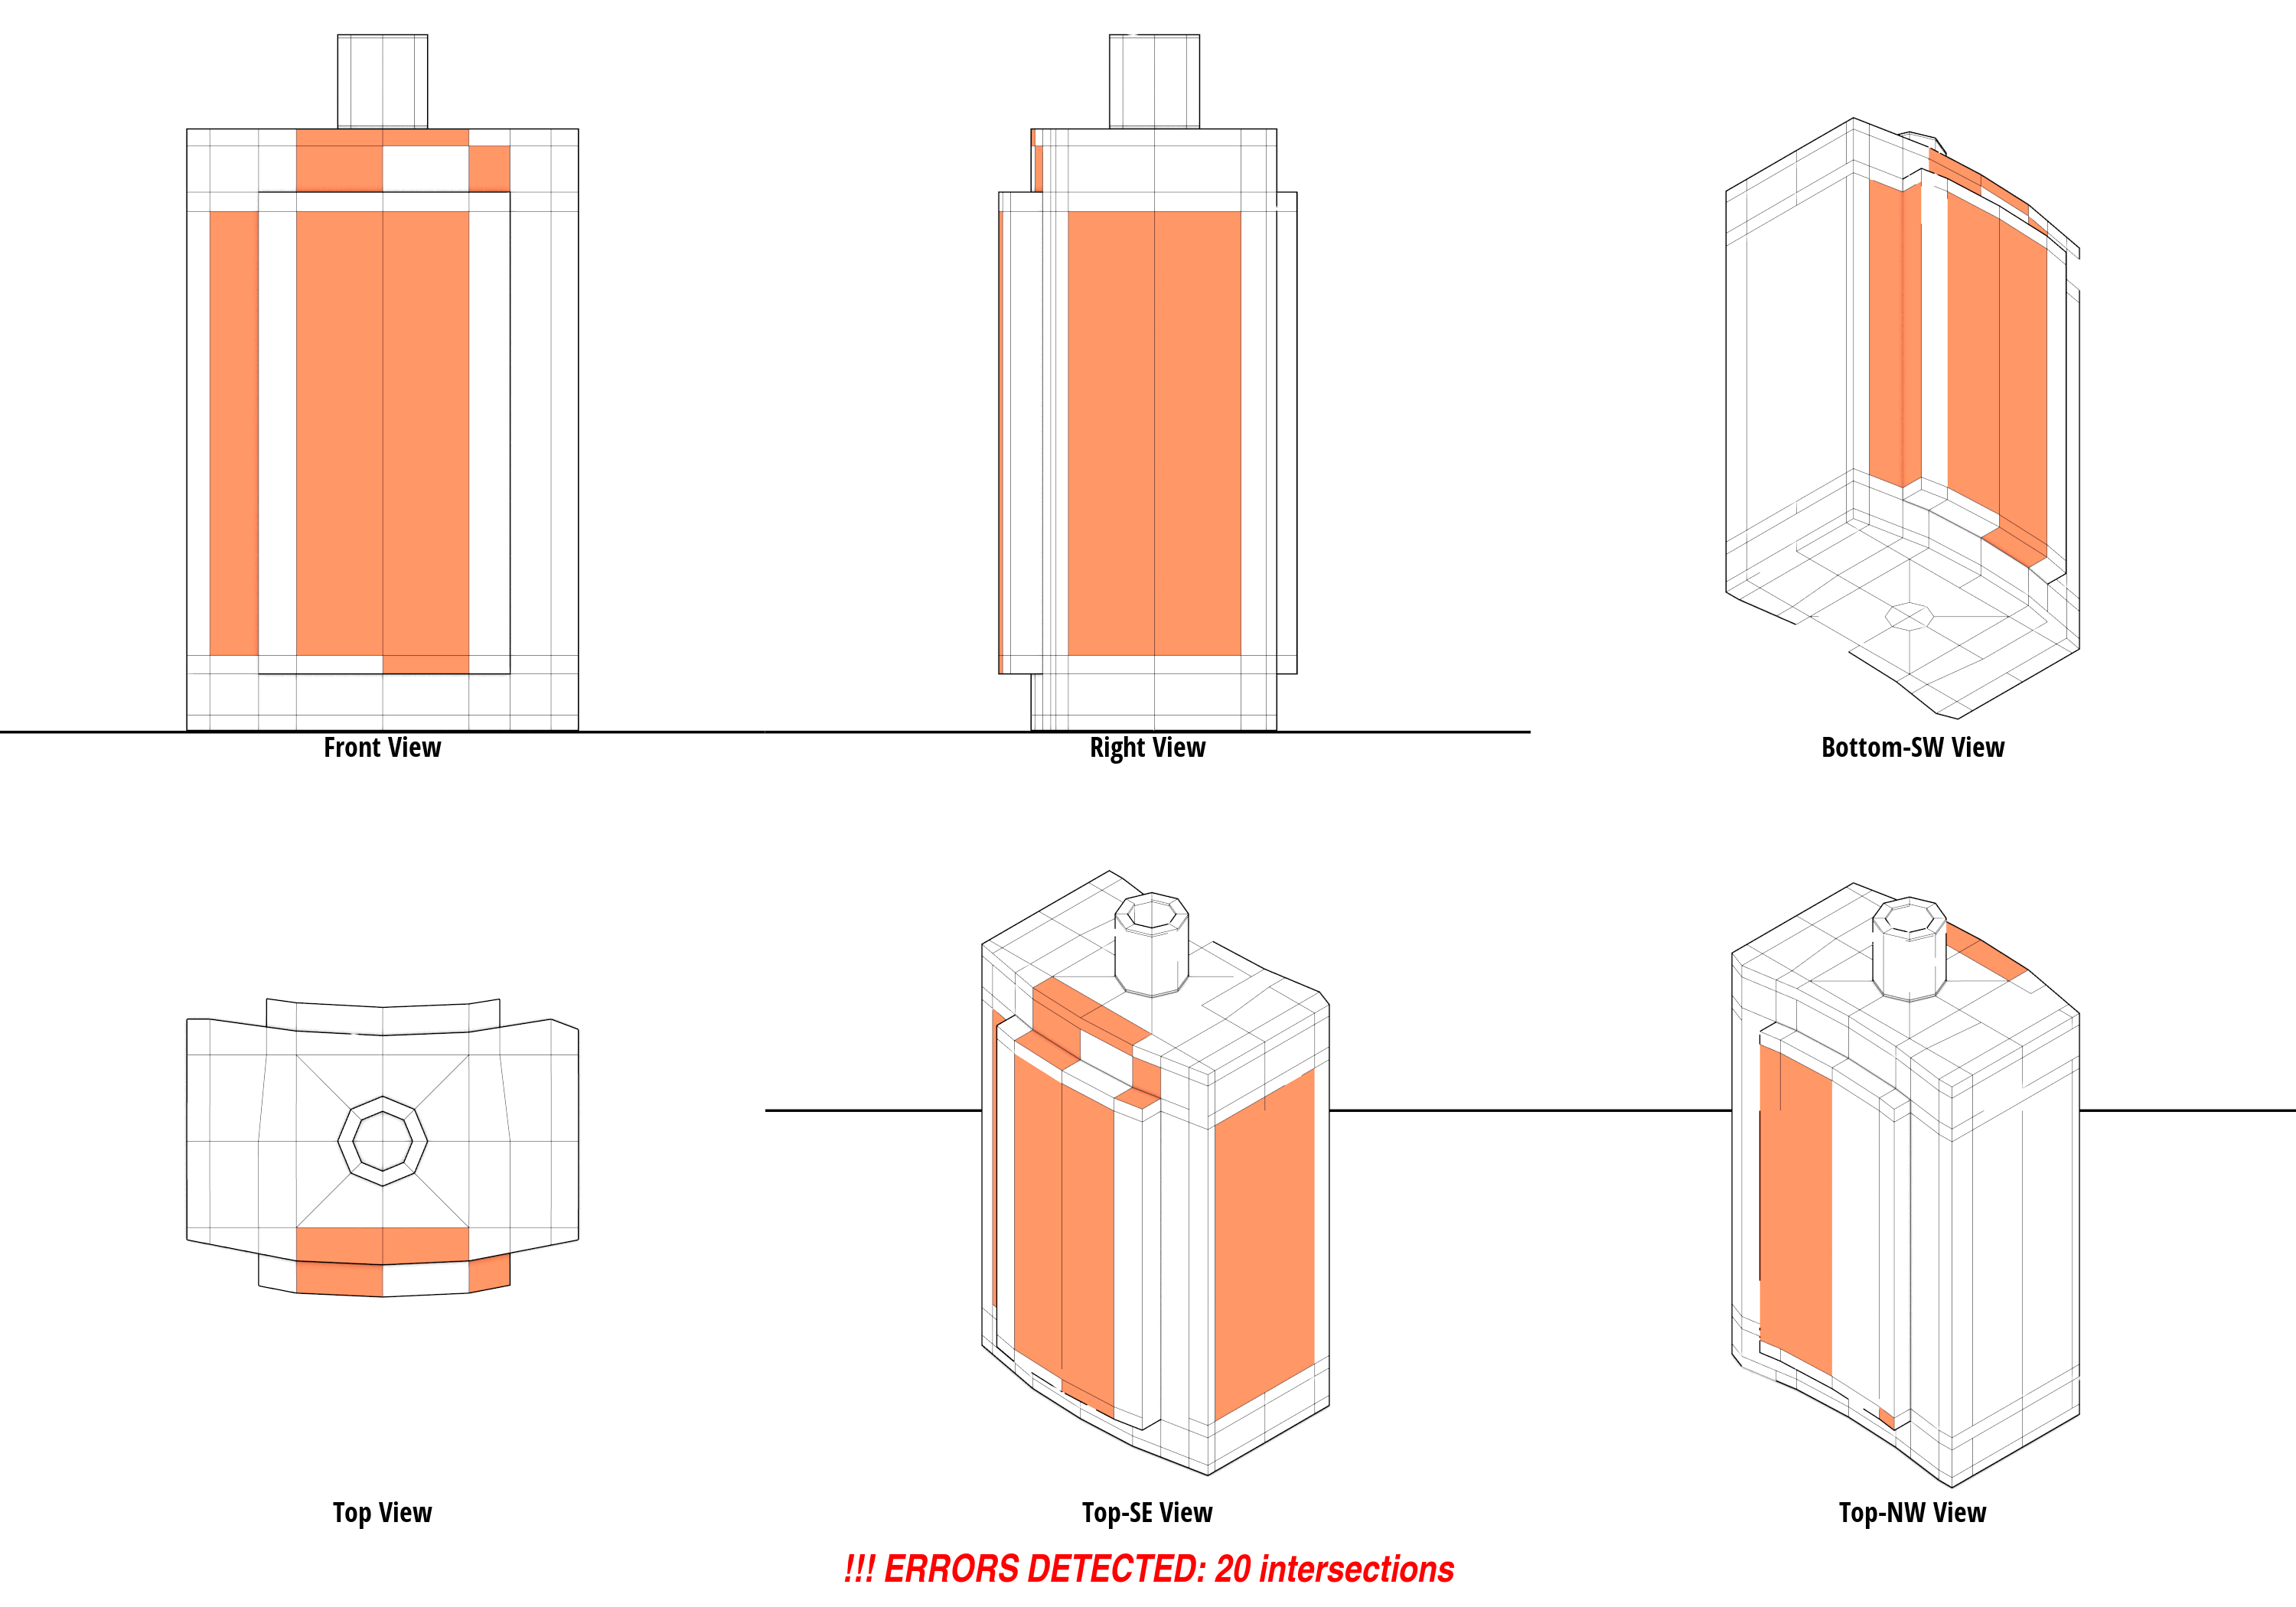 Front View
Right View
Bottom-SW View
Top View
Top-SE View
Top-NW View
!!! ERRORS DETECTED: 20 intersections